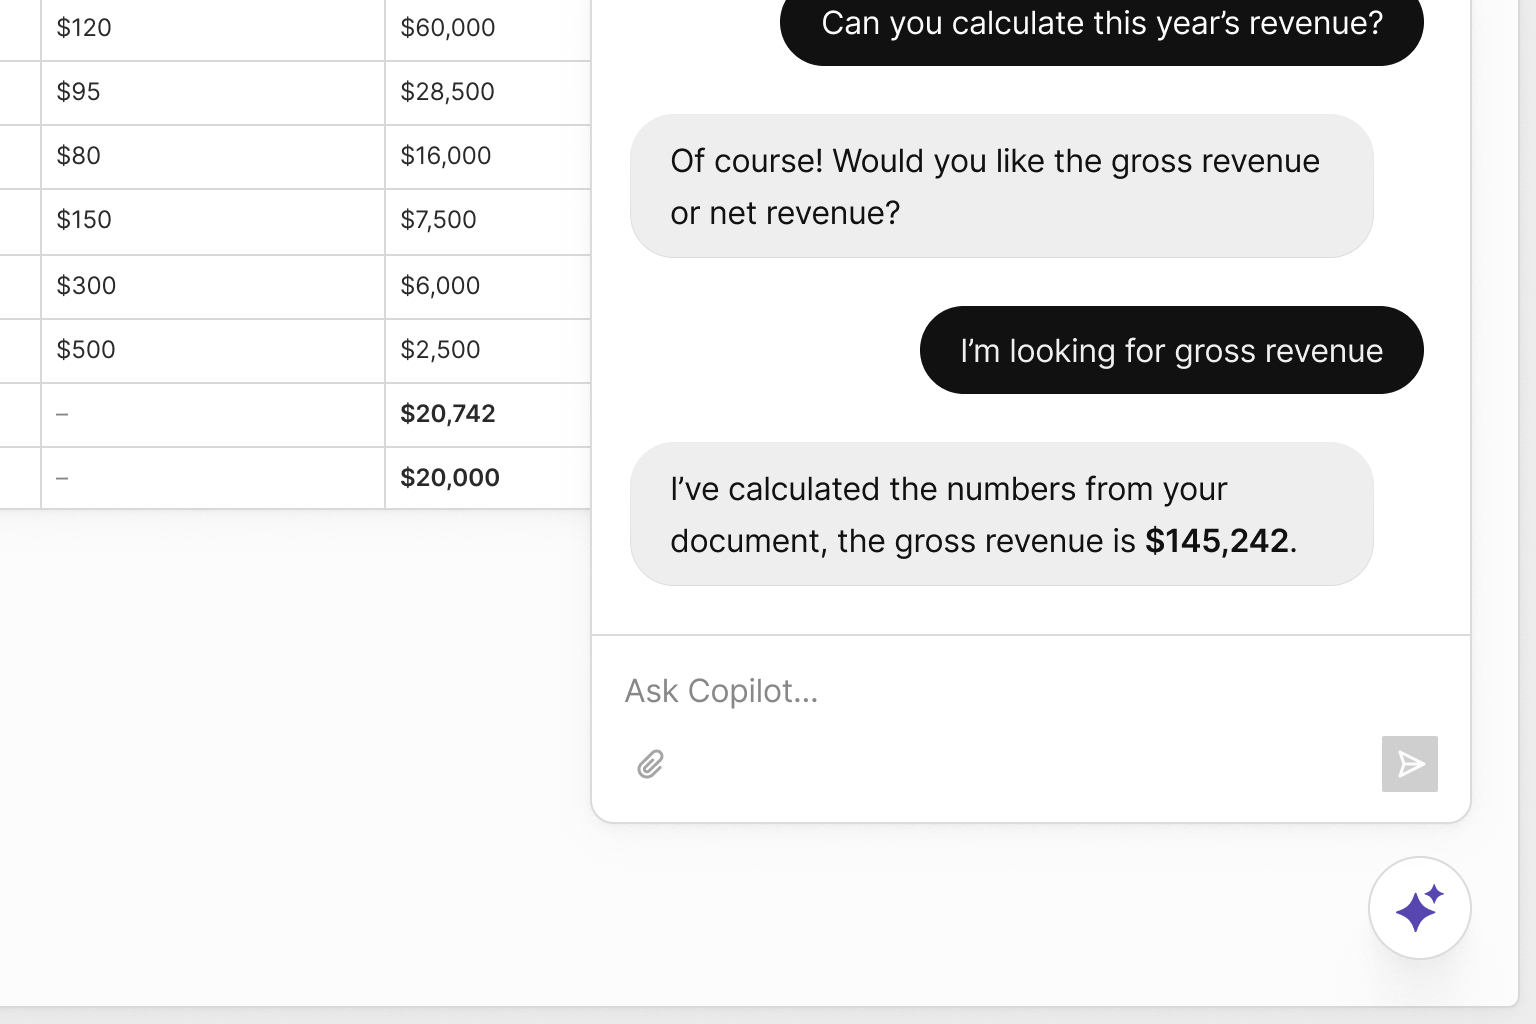 $120 $60,000
$95 $28,500
$80 $16,000
$150 $7,500
$300 $6,000
$500 $2,500
– $20,742
– $20,000
Can you calculate this year’s revenue?
Of course! Would you like the gross revenue
or net revenue?
I’m looking for gross revenue
I’ve calculated the numbers from your
document, the gross revenue is $145,242.
Ask Copilot...